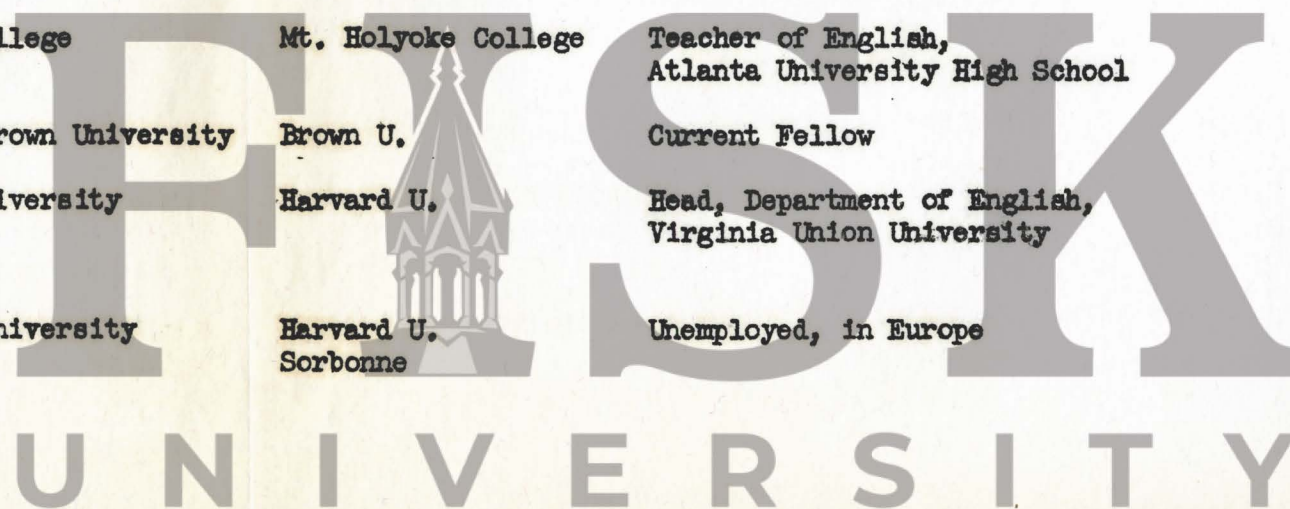 llege Mt. Holyoke College Teacher of English,
Atlanta University High School
rown University Brown U. Current Fellow
iversity Harvard U. Head, Department of English,
Virginia Union University
niversity Harvard U. Unemployed, in Europe
Sorbonne
FISK
UNIVERSITY